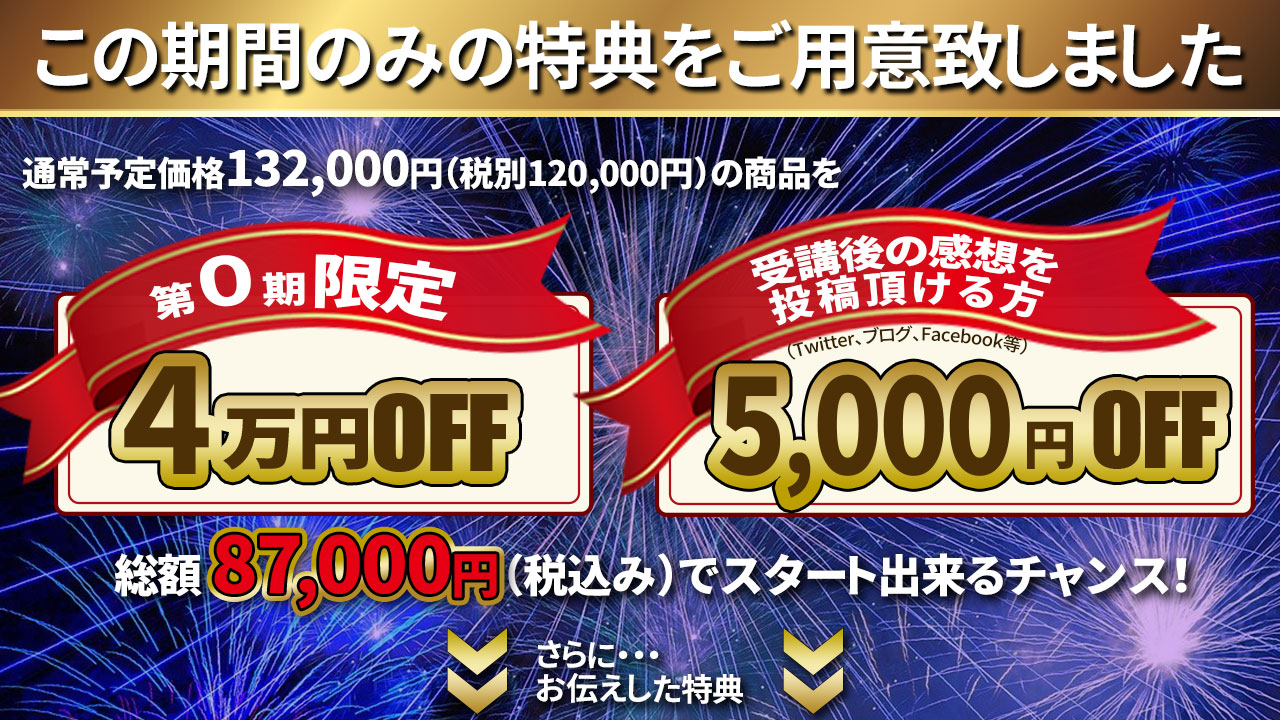 この期間のみの特典をご用意致しました
通常予定価格132,000円(税別120,000円)の商品を
第0期限定
4万円OFF
受講後の感想を
投稿頂ける方
(Twitter、ブログ、Facebook等)
5,000円OFF
総額87,000円(税込み)でスタート出来るチャンス!
さらに・・・
お伝えした特典